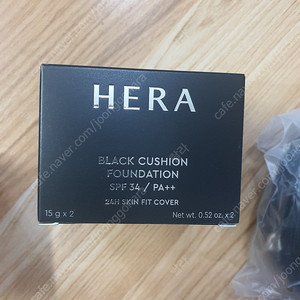 HERA
BLACK CUSHION
FOUNDATION
SPF 34 / PA++
24H SKIN FIT COVER
15 g x 2
Net wt. 0.52 oz. x 2